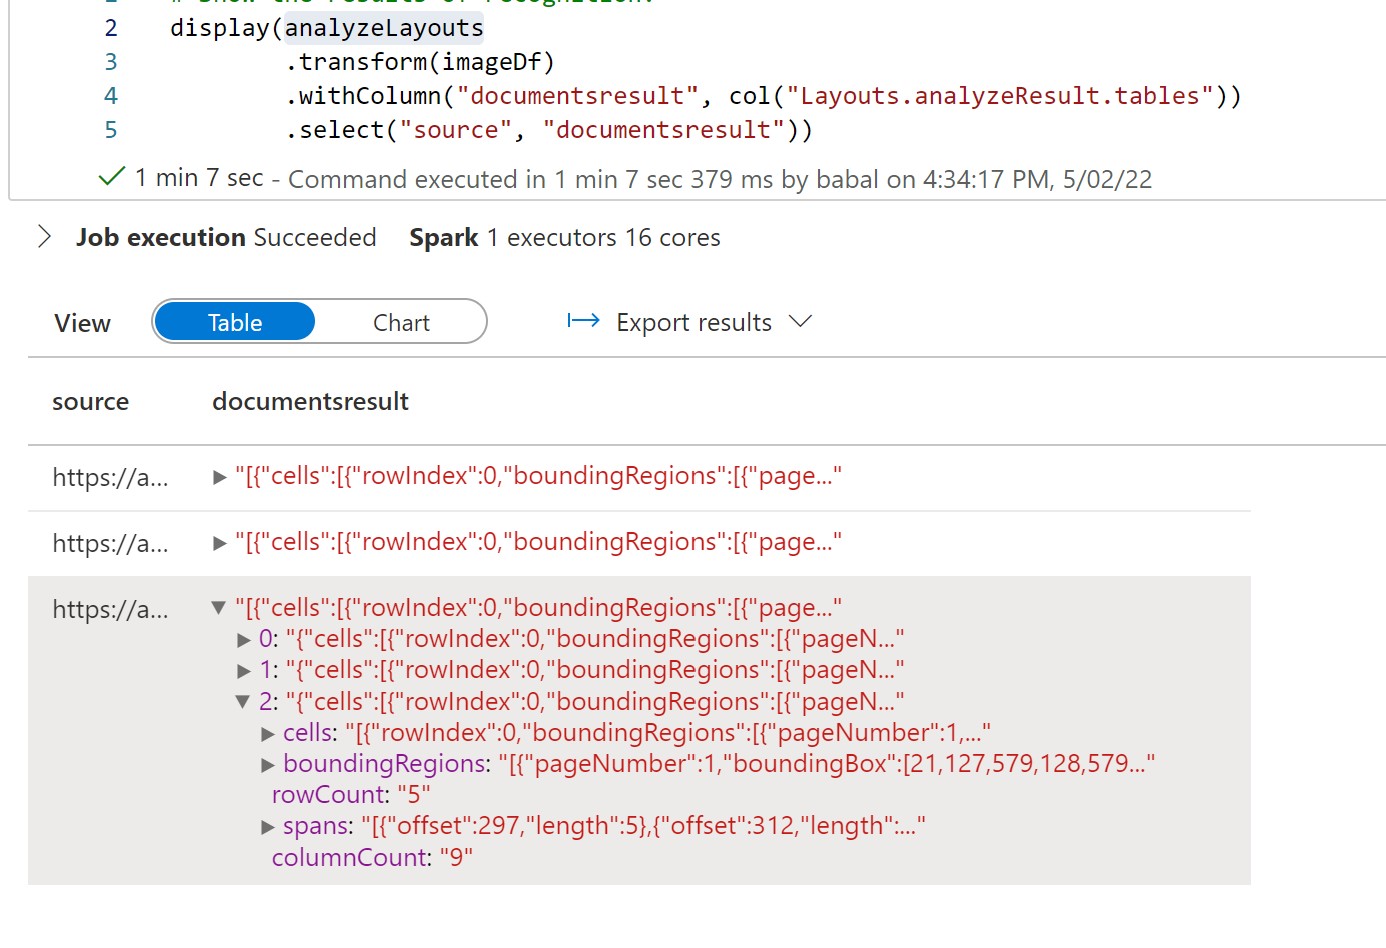 2 display(analyzeLayouts
3 .transform(imageDf)
4 .withColumn("documentsresult", col("Layouts.analyzeResult.tables"))
5 .select("source", "documentsresult"))
1 min 7 sec - Command executed in 1 min 7 sec 379 ms by babal on 4:34:17 PM, 5/02/22
Job execution Succeeded Spark 1 executors 16 cores
View Table Chart Export results
source documentsresult
https://a... "[{"cells":[{"rowIndex":0,"boundingRegions":[{"page..."
https://a... "[{"cells":[{"rowIndex":0,"boundingRegions":[{"page..."
https://a... "[{"cells":[{"rowIndex":0,"boundingRegions":[{"page..."
0: "{"cells":[{"rowIndex":0,"boundingRegions":[{"pageN..."
1: "{"cells":[{"rowIndex":0,"boundingRegions":[{"pageN..."
2: "{"cells":[{"rowIndex":0,"boundingRegions":[{"pageN..."
cells: "[{"rowIndex":0,"boundingRegions":[{"pageNumber":1,..."
boundingRegions: "[{"pageNumber":1,"boundingBox":[21,127,579,128,579..."
rowCount: "5"
spans: "[{"offset":297,"length":5},{"offset":312,"length":..."
columnCount: "9"